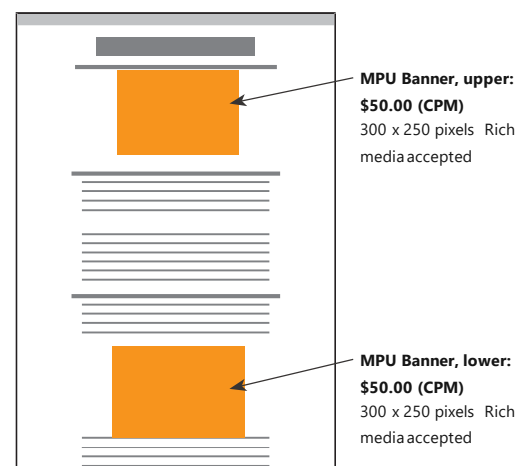 MPU Banner, upper:
$50.00 (CPM)
300 x 250 pixels Rich
media accepted
MPU Banner, lower:
$50.00 (CPM)
300 x 250 pixels Rich
media accepted